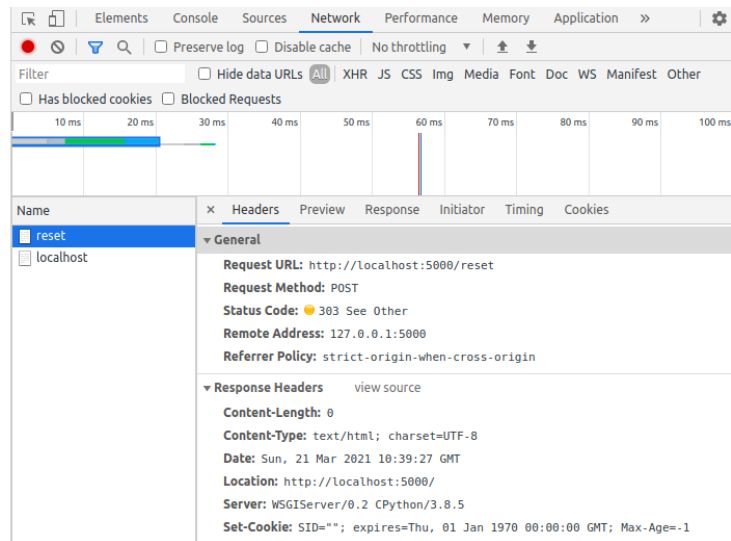 Elements Console Sources Network Performance Memory Application »
Preserve log Disable cache No throttling ▼
Filter Hide data URLs All XHR JS CSS Img Media Font Doc WS Manifest Other
Has blocked cookies Blocked Requests
10 ms 20 ms 30 ms 40 ms 50 ms 60 ms 70 ms 80 ms 90 ms 100 ms
Name × Headers Preview Response Initiator Timing Cookies
reset
localhost
▾ General
Request URL: http://localhost:5000/reset
Request Method: POST
Status Code: 303 See Other
Remote Address: 127.0.0.1:5000
Referrer Policy: strict-origin-when-cross-origin
▾ Response Headers view source
Content-Length: 0
Content-Type: text/html; charset=UTF-8
Date: Sun, 21 Mar 2021 10:39:27 GMT
Location: http://localhost:5000/
Server: WSGIServer/0.2 CPython/3.8.5
Set-Cookie: SID=""; expires=Thu, 01 Jan 1970 00:00:00 GMT; Max-Age=-1